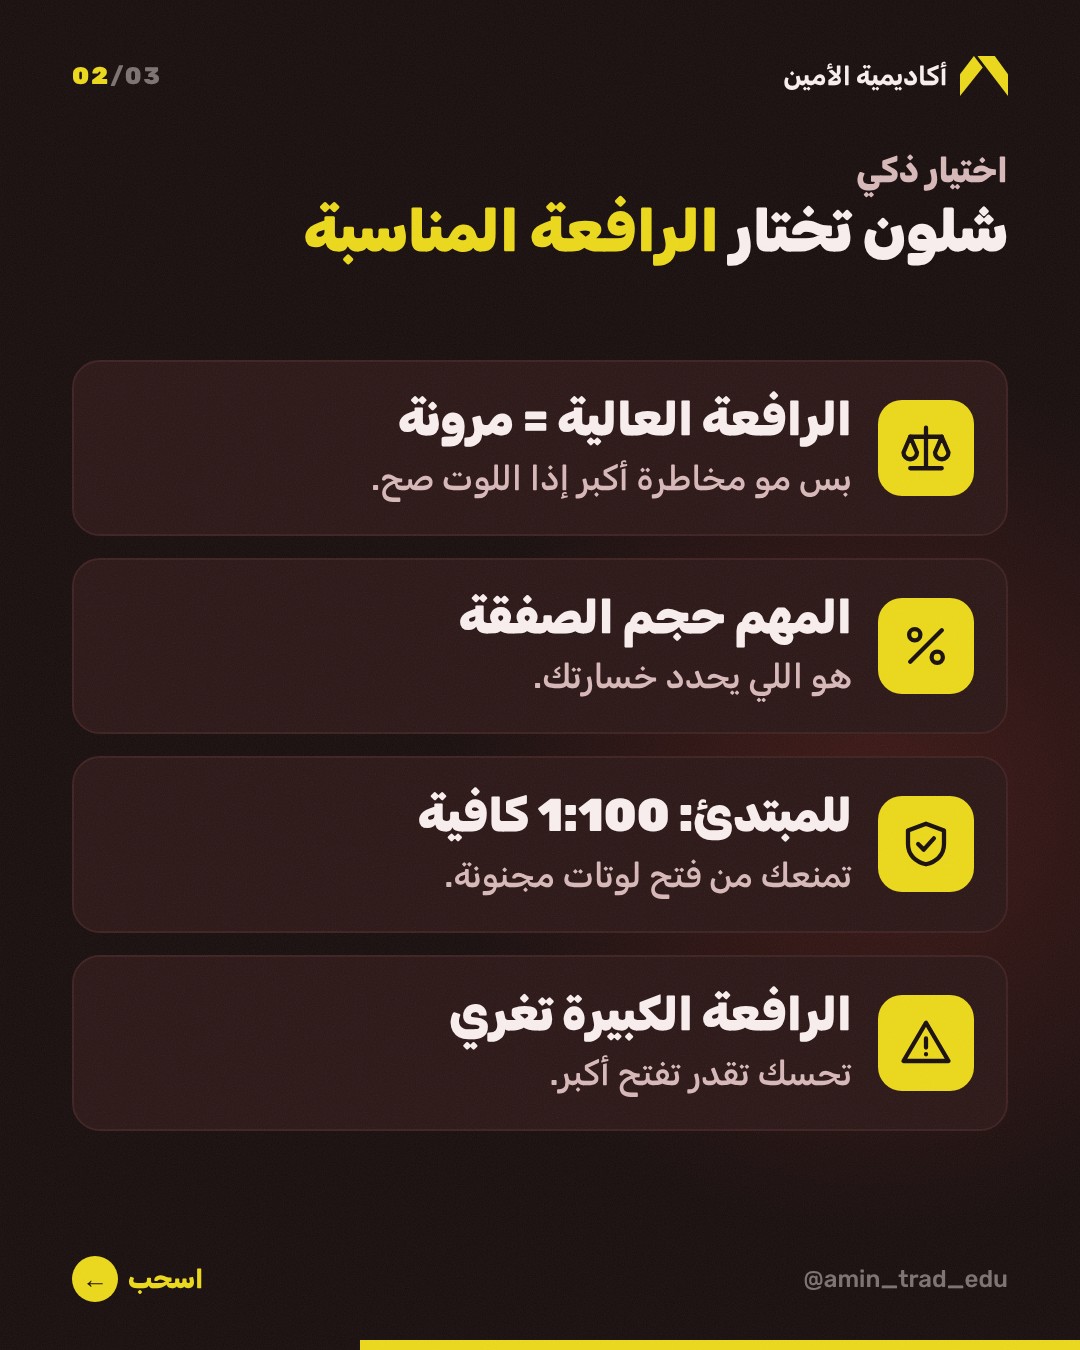 أكاديمية الأمين
02/03
اختيار ذكي
شلون تختار الرافعة المناسبة
الرافعة العالية = مرونة
بس مو مخاطرة أكبر إذا اللوت صح.
المهم حجم الصفقة
هو اللي يحدد خسارتك.
للمبتدئ: 1:100 كافية
تمنعك من فتح لوتات مجنونة.
الرافعة الكبيرة تغري
تحسك تقدر تفتح أكبر.
@amin_trad_edu
اسحب ←